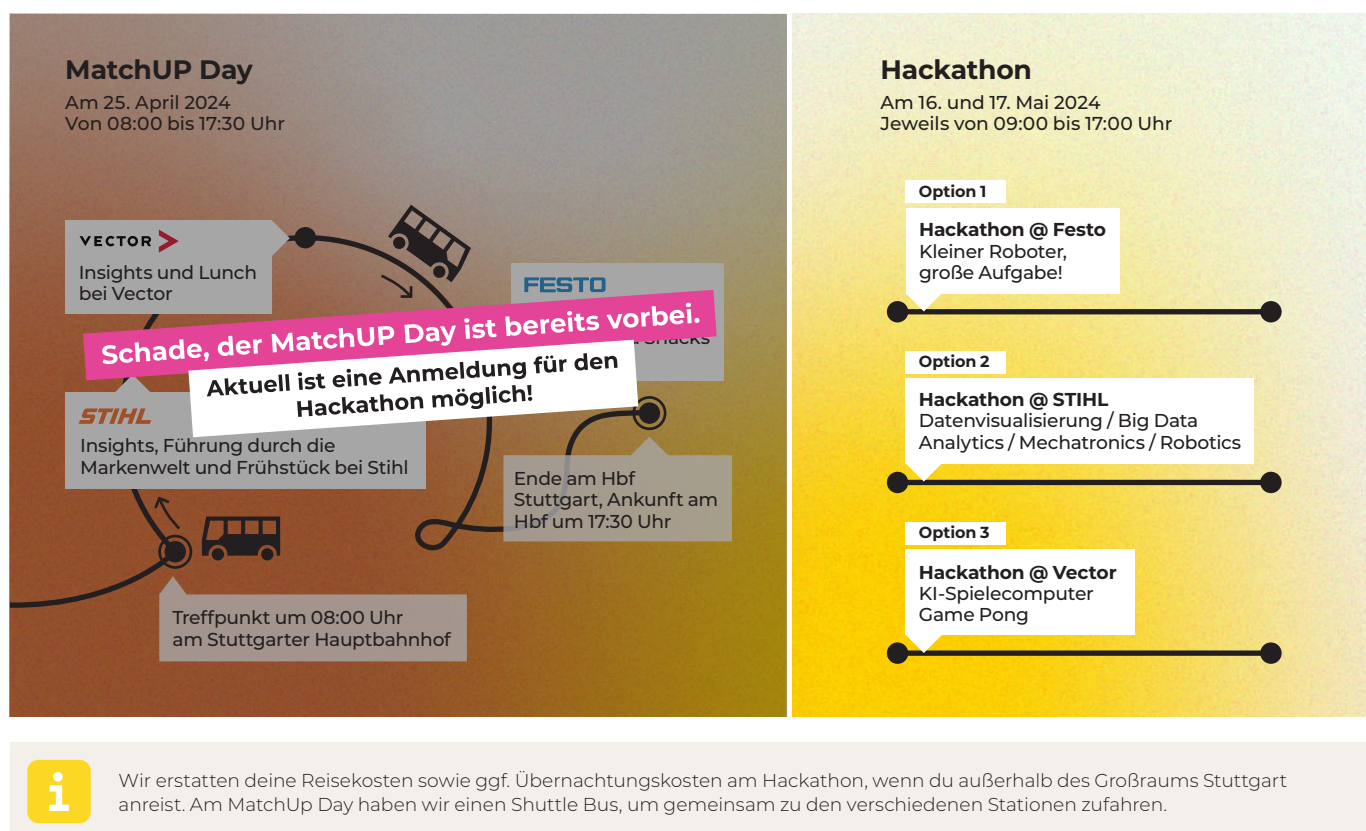 MatchUP Day
Am 25. April 2024
Von 08:00 bis 17:30 Uhr
VECTOR
Insights und Lunch
bei Vector
FESTO
Snacks
Schade, der MatchUP Day ist bereits vorbei.
Aktuell ist eine Anmeldung für den
Hackathon möglich!
STIHL
Insights, Führung durch die
Markenwelt und Frühstück bei Stihl
Ende am Hbf
Stuttgart, Ankunft am
Hbf um 17:30 Uhr
Treffpunkt um 08:00 Uhr
am Stuttgarter Hauptbahnhof
Hackathon
Am 16. und 17. Mai 2024
Jeweils von 09:00 bis 17:00 Uhr
Option 1
Hackathon @ Festo
Kleiner Roboter,
große Aufgabe!
Option 2
Hackathon @ STIHL
Datenvisualisierung / Big Data
Analytics / Mechatronics / Robotics
Option 3
Hackathon @ Vector
KI-Spielecomputer
Game Pong
i
Wir erstatten deine Reisekosten sowie ggf. Übernachtungskosten am Hackathon, wenn du außerhalb des Großraums Stuttgart
anreist. Am MatchUp Day haben wir einen Shuttle Bus, um gemeinsam zu den verschiedenen Stationen zufahren.